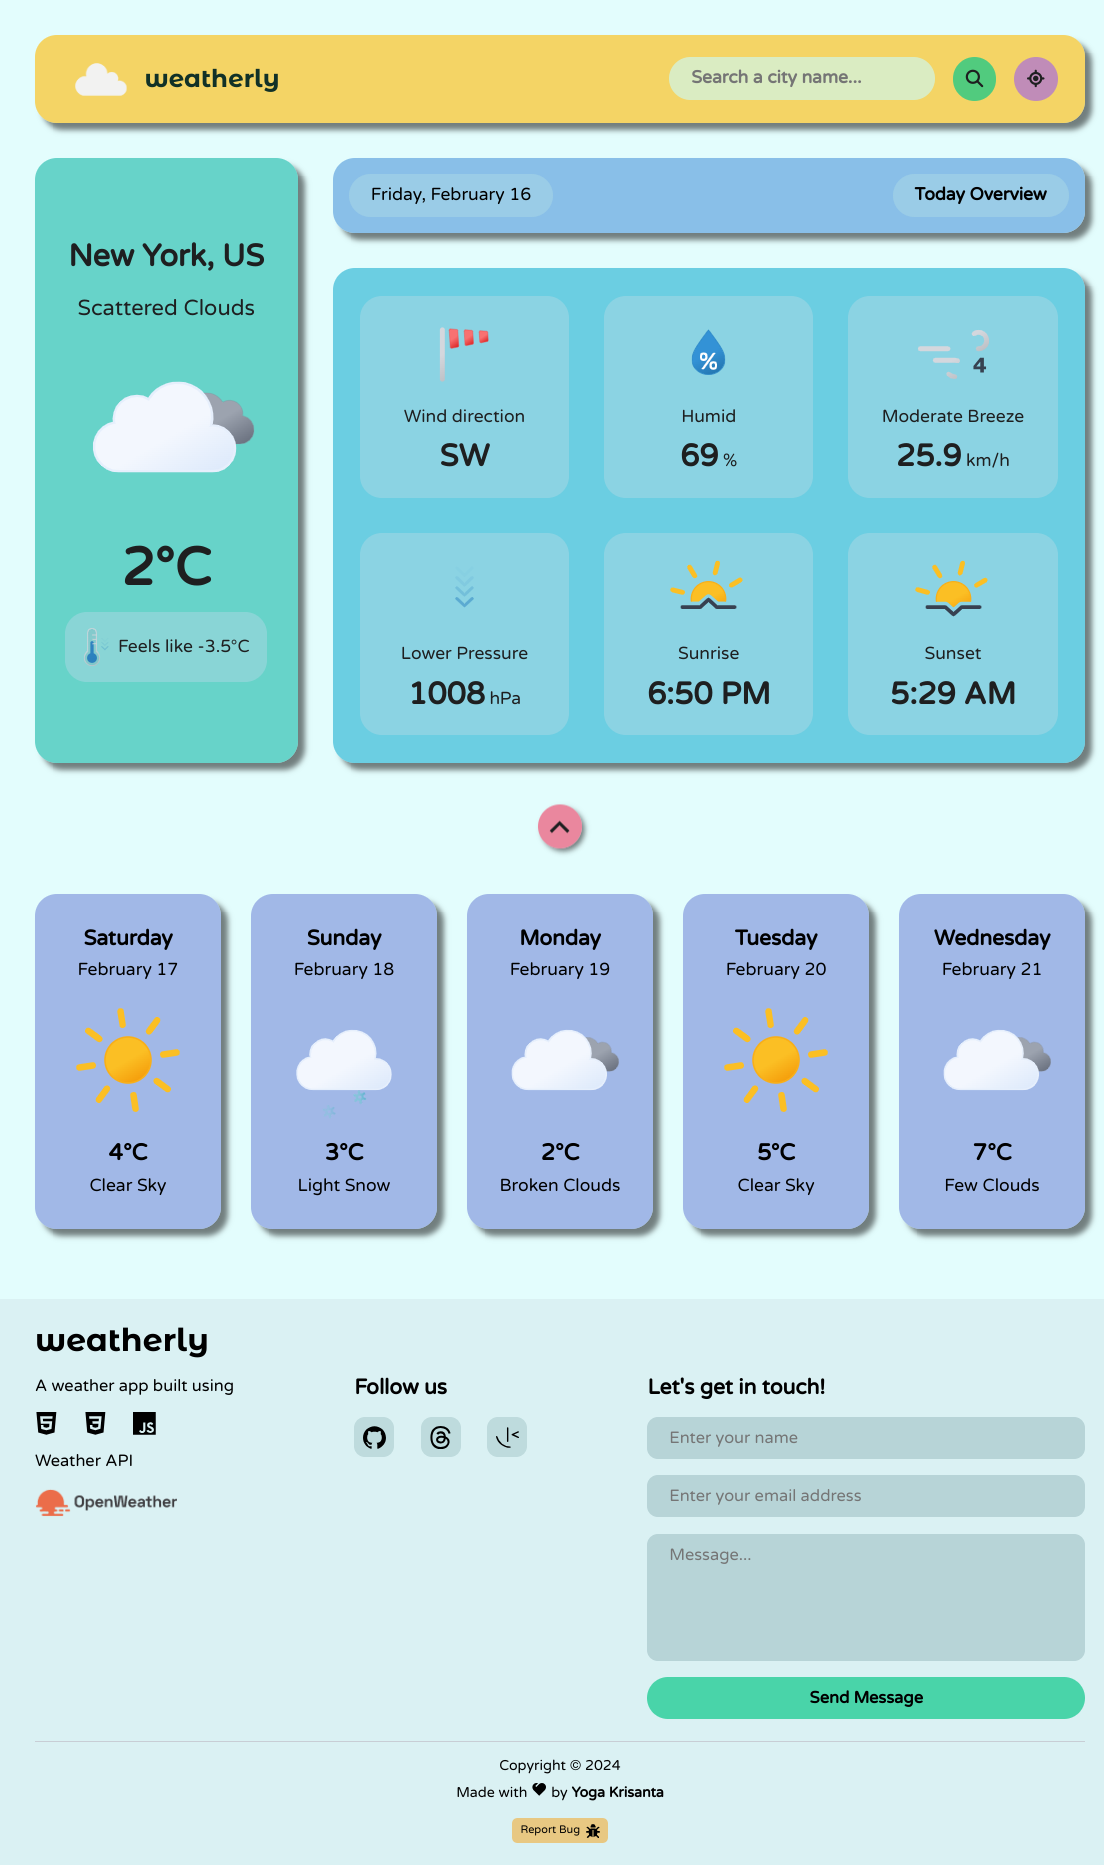 weatherly
Search a city name...
New York, US
Scattered Clouds
2°C
Feels like -3.5°C
Friday, February 16
Today Overview
Wind direction
SW
%
Humid
69 %
4
Moderate Breeze
25.9 km/h
Lower Pressure
1008 hPa
Sunrise
6:50 PM
Sunset
5:29 AM
Saturday
February 17
4°C
Clear Sky
Sunday
February 18
3°C
Light Snow
Monday
February 19
2°C
Broken Clouds
Tuesday
February 20
5°C
Clear Sky
Wednesday
February 21
7°C
Few Clouds
weatherly
A weather app built using
5 3 JS
Weather API
OpenWeather
Follow us
Let's get in touch!
Enter your name
Enter your email address
Message...
Send Message
Copyright © 2024
Made with ♥ by Yoga Krisanta
Report Bug